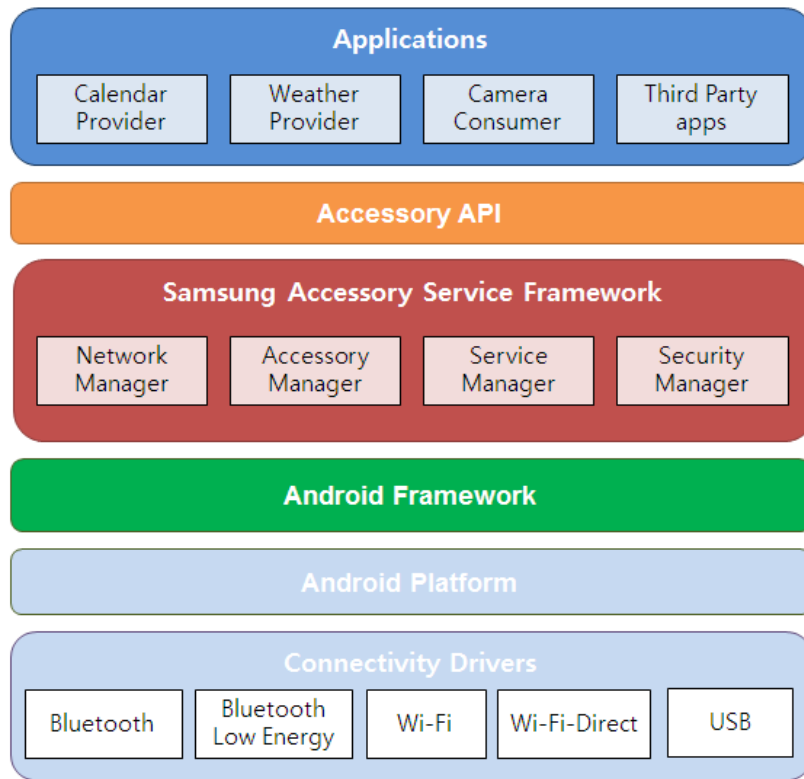 Applications
Calendar
Provider
Weather
Provider
Camera
Consumer
Third Party
apps
Accessory API
Samsung Accessory Service Framework
Network
Manager
Accessory
Manager
Service
Manager
Security
Manager
Android Framework
Android Platform
Connectivity Drivers
Bluetooth
Bluetooth
Low Energy
Wi-Fi
Wi-Fi-Direct
USB